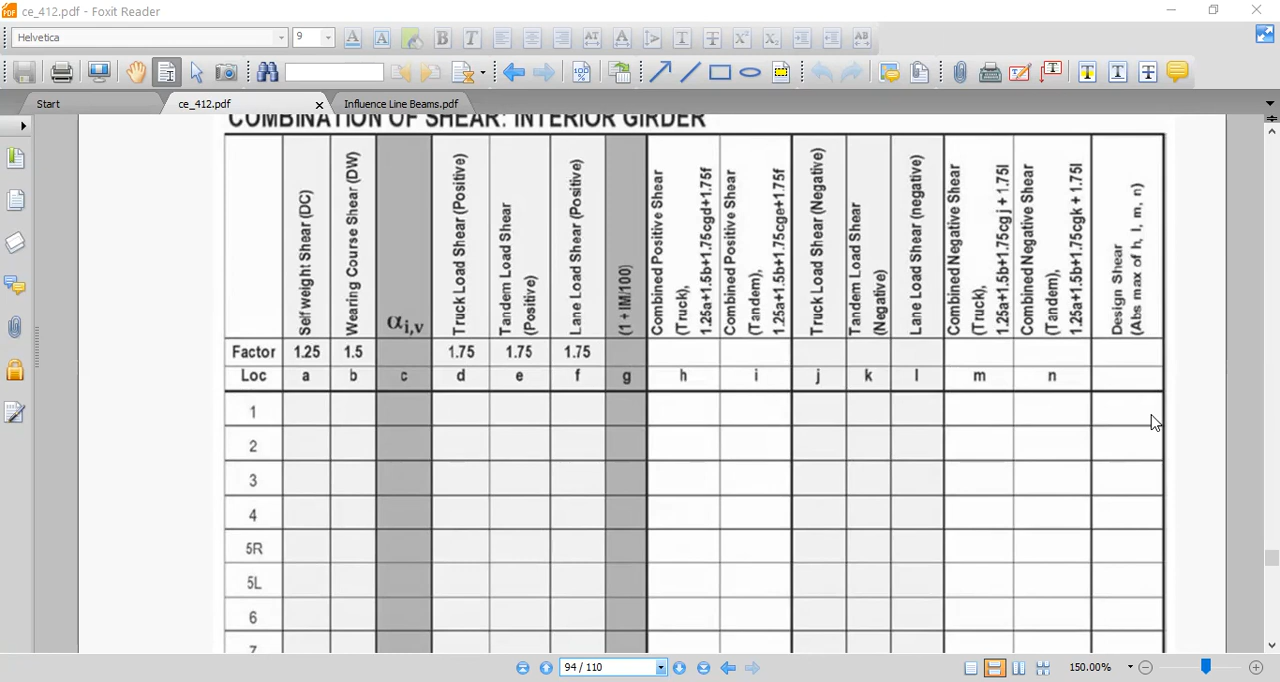 ce_412.pdf - Foxit Reader
Helvetica
9
Start
ce_412.pdf
Influence Line Beams.pdf
COMBINATION OF SHEAR: INTERIOR GIRDER
Self weight Shear (DC)
Wearing Course Shear (DW)
αi,v
Truck Load Shear (Positive)
Tandem Load Shear
(Positive)
Lane Load Shear (Positive)
(1 + IM/100)
Combined Positive Shear
(Truck),
1.25a+1.5b+1.75cgd+1.75f
Combined Positive Shear
(Tandem),
1.25a+1.5b+1.75cge+1.75f
Truck Load Shear (Negative)
Tandem Load Shear
(Negative)
Lane Load Shear (negative)
Combined Negative Shear
(Truck),
1.25a+1.5b+1.75cg j + 1.75l
Combined Negative Shear
(Tandem),
1.25a+1.5b+1.75cgk + 1.75l
Design Shear
(Abs max of h, I, m, n)
Factor 1.25 1.5 1.75 1.75 1.75
Loc a b c d e f g h i j k l m n
1
2
3
4
5R
5L
6
7
94 / 110
150.00%